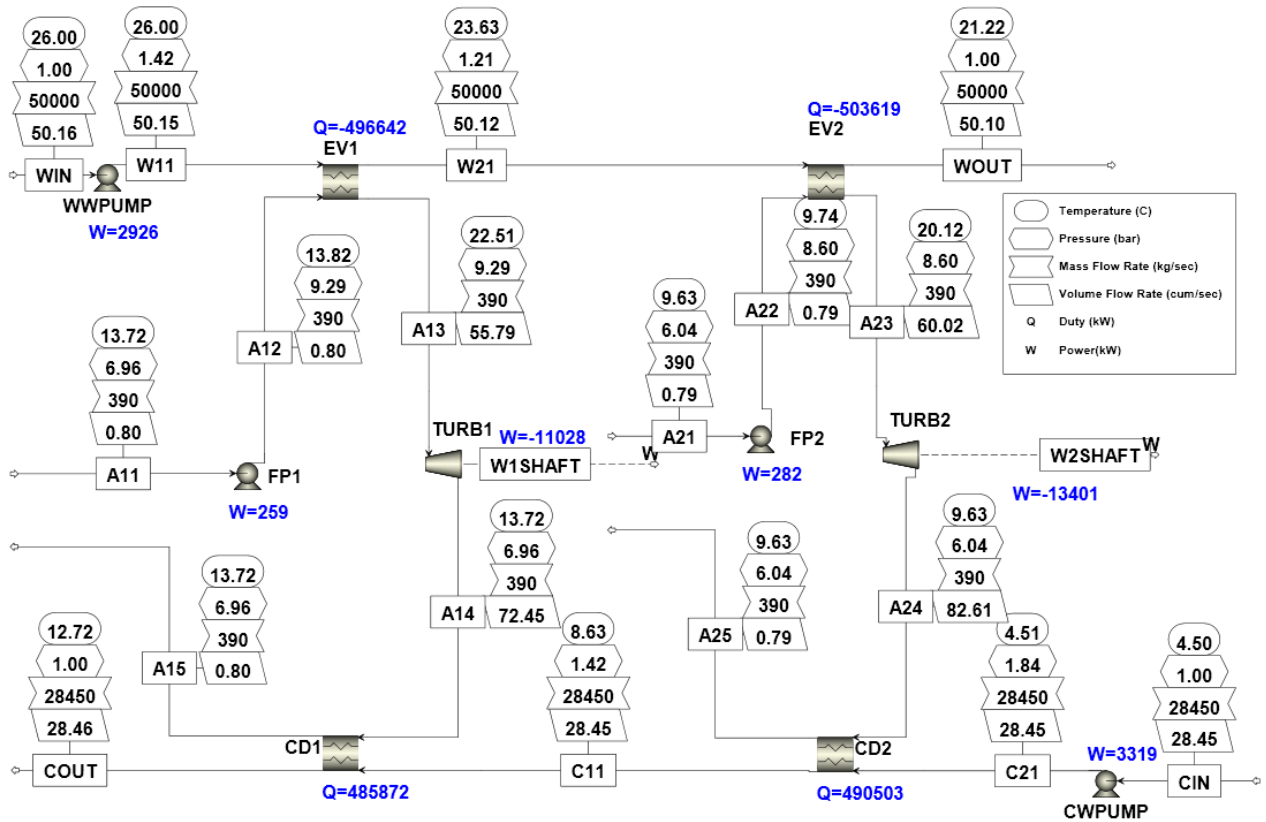 26.00
1.00
50000
50.16
WIN
26.00
1.42
50000
50.15
W11
WWPUMP
W=2926
Q=-496642
EV1
23.63
1.21
50000
50.12
W21
Q=-503619
EV2
21.22
1.00
50000
50.10
WOUT
Temperature (C)
Pressure (bar)
Mass Flow Rate (kg/sec)
Volume Flow Rate (cum/sec)
Q Duty (kW)
W Power(kW)
13.72
6.96
390
0.80
A11
FP1
W=259
13.82
9.29
390
0.80
A12
22.51
9.29
390
55.79
A13
TURB1
W=-11028
W1SHAFT
W
9.63
6.04
390
0.79
A21
FP2
W=282
9.74
8.60
390
0.79
A22
20.12
8.60
390
60.02
A23
TURB2
W2SHAFT
W
W=-13401
13.72
6.96
390
72.45
A14
13.72
6.96
390
0.80
A15
9.63
6.04
390
0.79
A25
9.63
6.04
390
82.61
A24
12.72
1.00
28450
28.46
COUT
CD1
Q=485872
8.63
1.42
28450
28.45
C11
CD2
Q=490503
4.51
1.84
28450
28.45
C21
W=3319
CWPUMP
4.50
1.00
28450
28.45
CIN